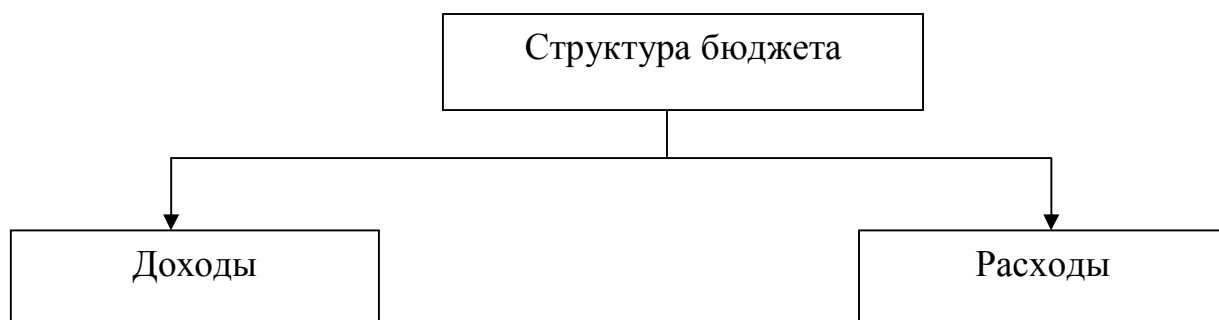 Структура бюджета
Доходы
Расходы